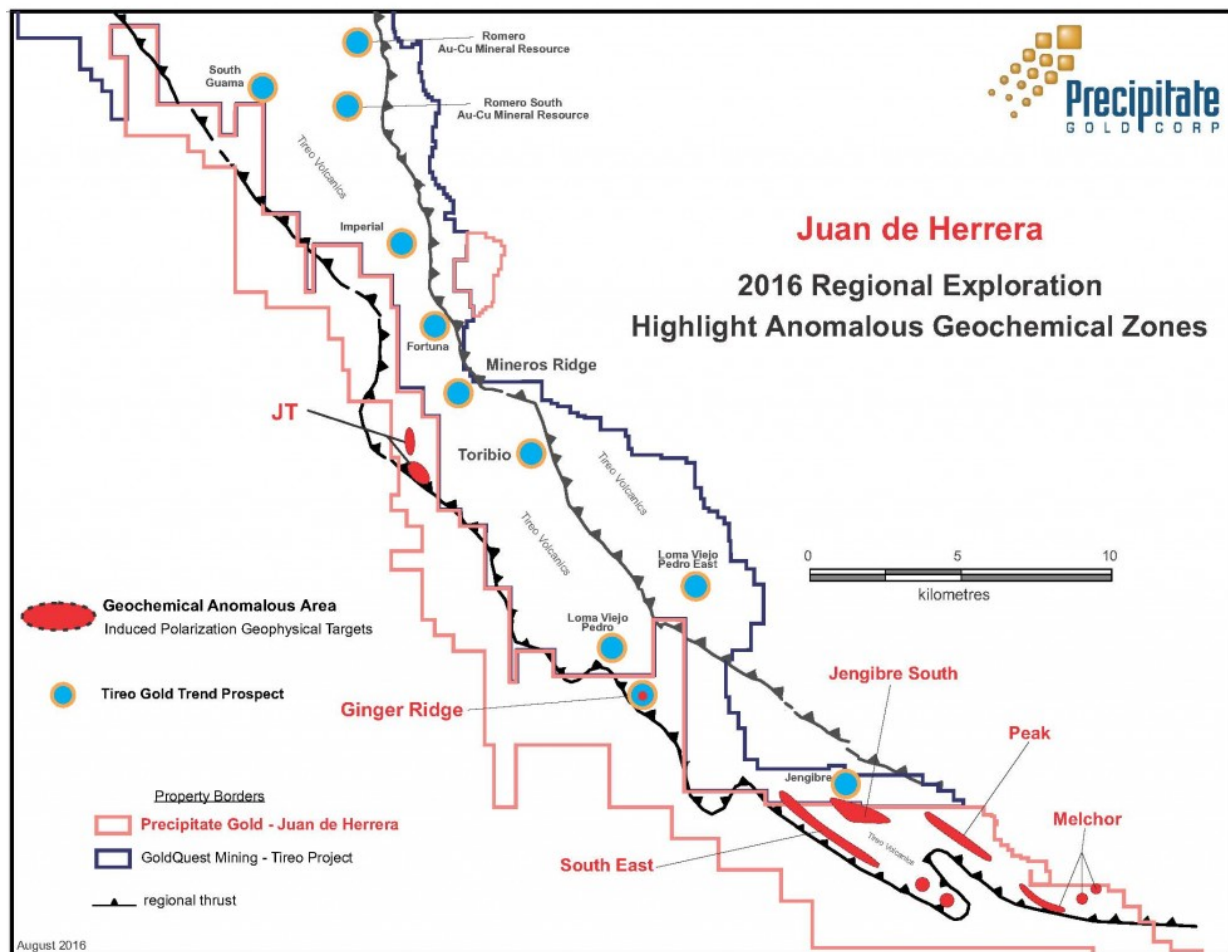 Romero
Au-Cu Mineral Resource
South
Guama
Romero South
Au-Cu Mineral Resource
Precipitate
GOLD CORP
Tireo Volcanics
Imperial
Juan de Herrera
2016 Regional Exploration
Highlight Anomalous Geochemical Zones
Fortuna
Mineros Ridge
JT
Toribio
Tireo Volcanics
Tireo Volcanics
Loma Viejo
Pedro East
0 5 10
kilometres
Geochemical Anomalous Area
Induced Polarization Geophysical Targets
Loma Viejo
Pedro
Tireo Gold Trend Prospect
Ginger Ridge
Jengibre South
Peak
Jengibre
Property Borders
Precipitate Gold - Juan de Herrera
GoldQuest Mining - Tireo Project
regional thrust
Melchor
Tireo Volcanics
South East
August 2016